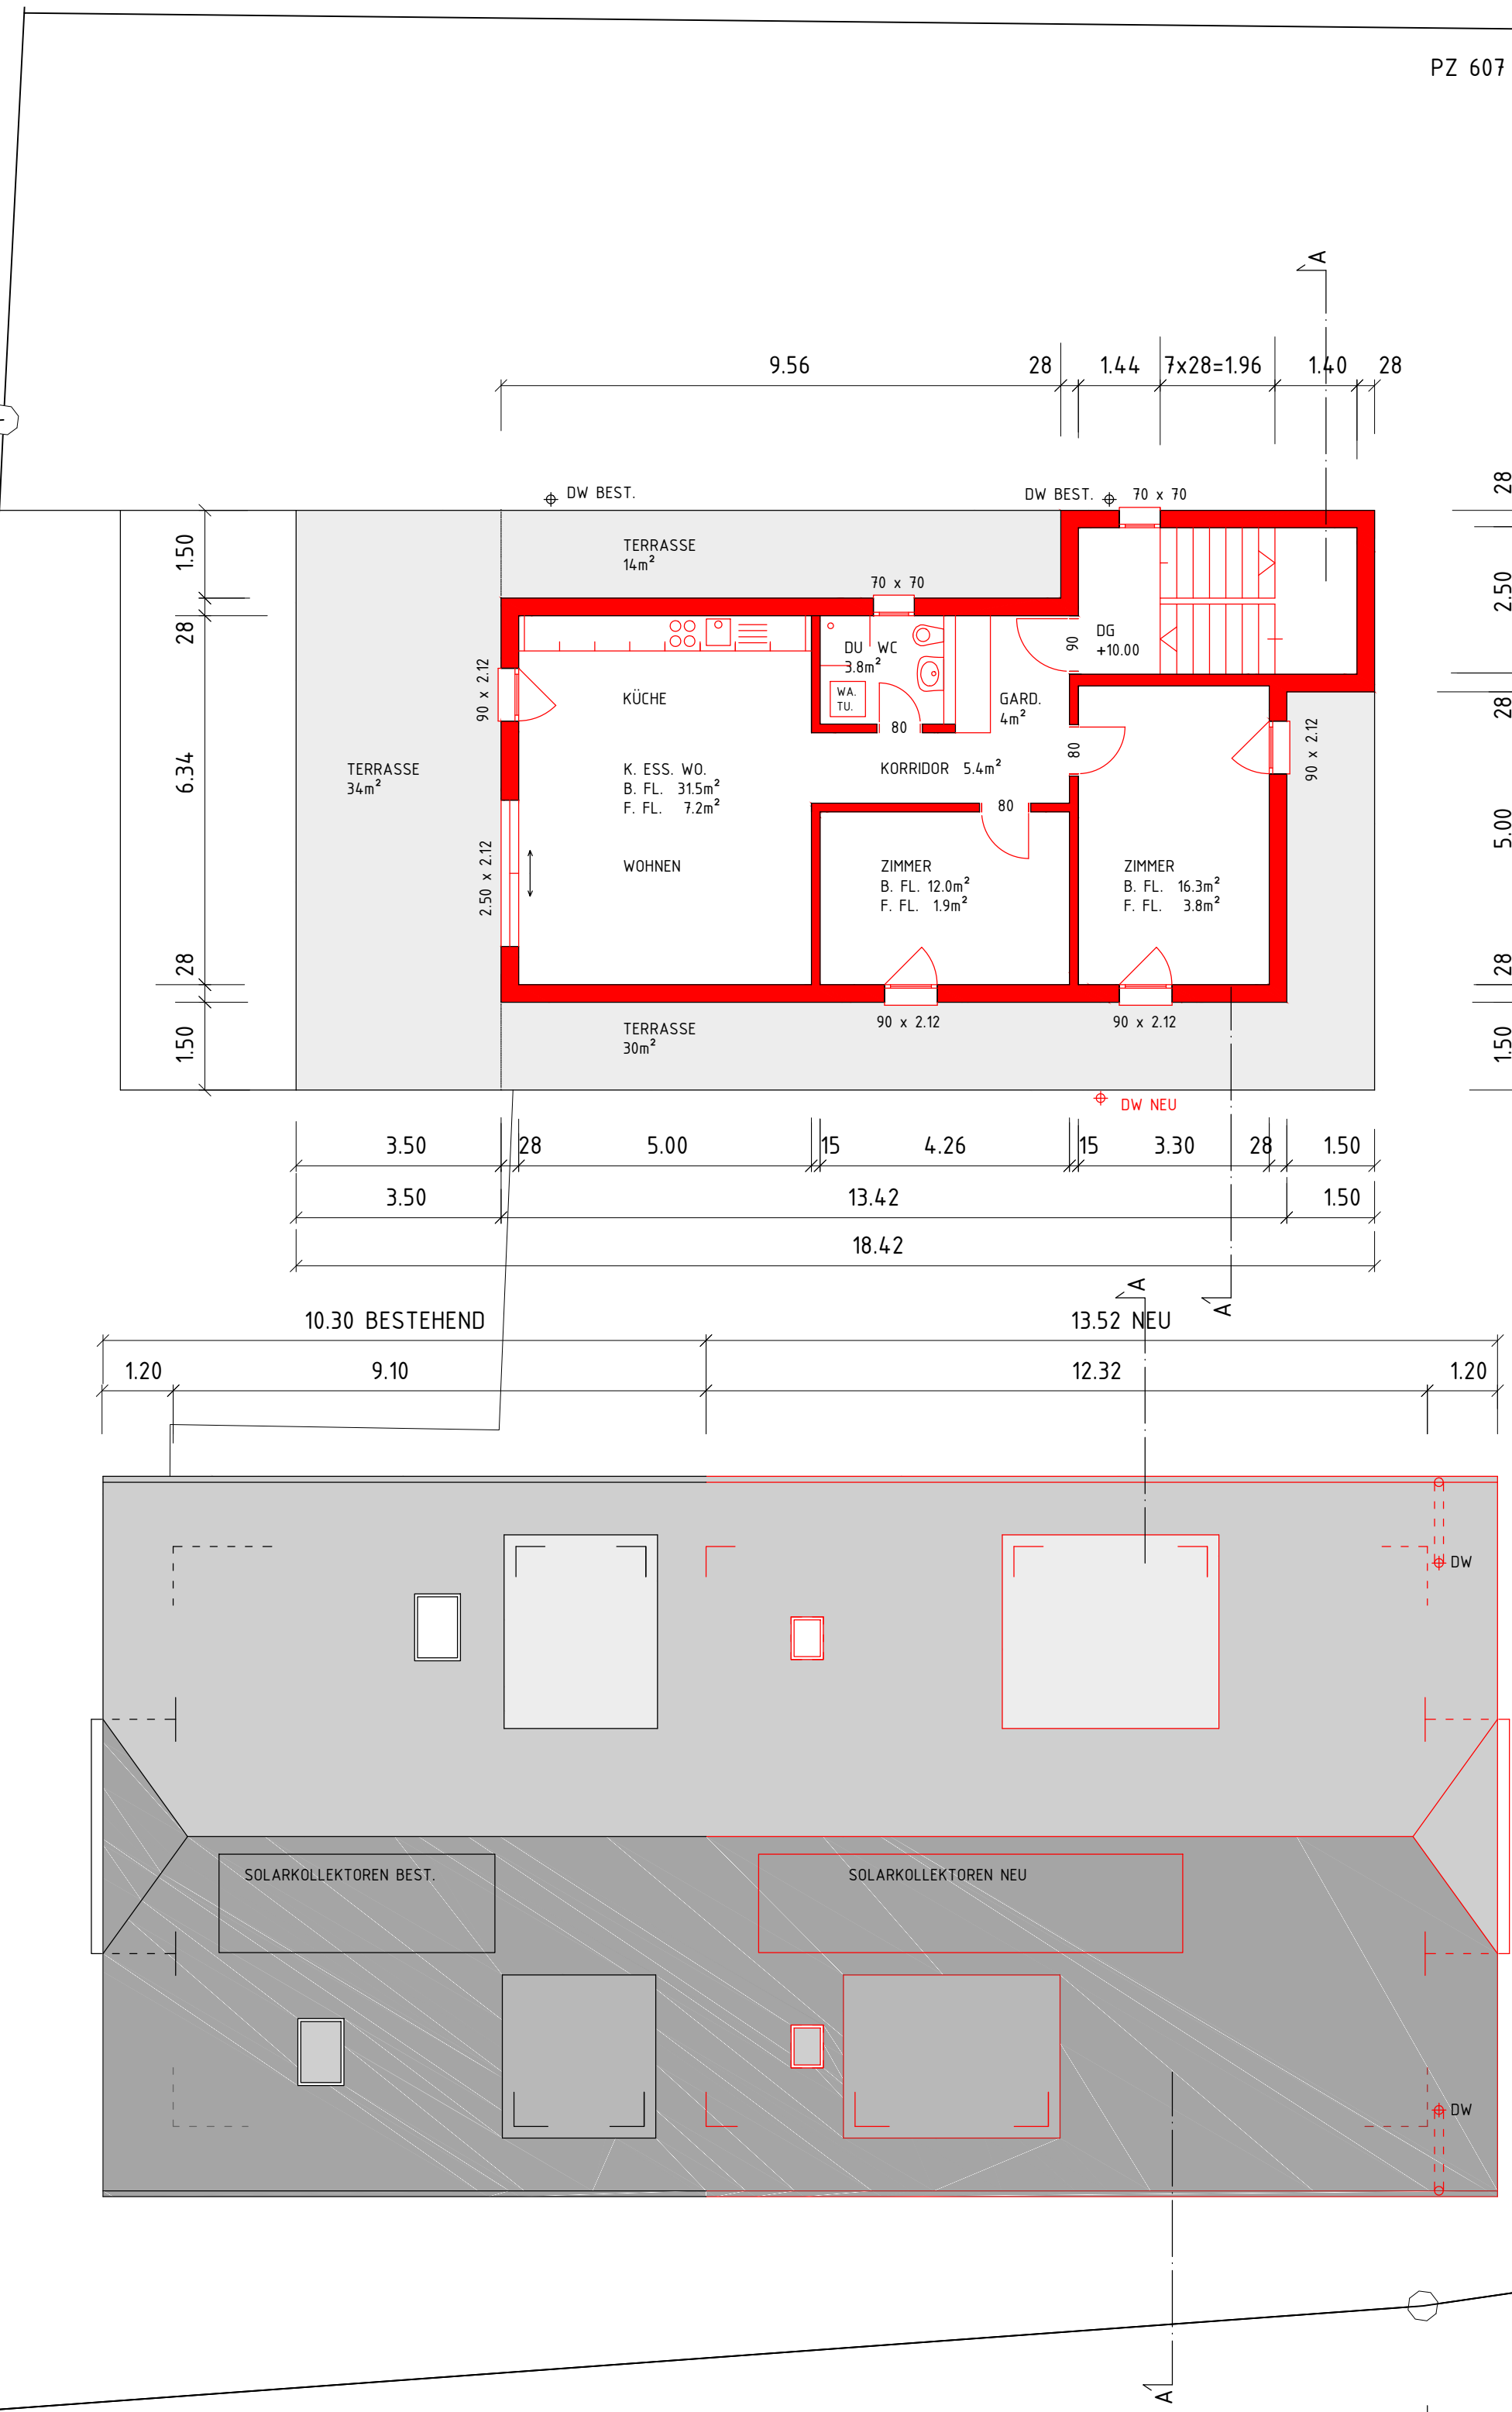 PZ 607
A
9.56
28
1.44
7x28=1.96
1.40
28
DW BEST.
DW BEST.
70 x 70
28
1.50
TERRASSE
14m²
70 x 70
2.50
28
DU WC
3.8m²
90
DG
+10.00
WA.
TU.
90 x 2.12
KÜCHE
GARD.
4m²
28
80
80
90 x 2.12
6.34
TERRASSE
34m²
K. ESS. WO.
B. FL. 31.5m²
F. FL. 7.2m²
KORRIDOR 5.4m²
80
5.00
2.50 x 2.12
WOHNEN
ZIMMER
B. FL. 12.0m²
F. FL. 1.9m²
ZIMMER
B. FL. 16.3m²
F. FL. 3.8m²
28
28
1.50
TERRASSE
30m²
90 x 2.12
90 x 2.12
1.50
DW NEU
3.50
28
5.00
15
4.26
15
3.30
28
1.50
3.50
13.42
1.50
18.42
A
A
10.30 BESTEHEND
13.52 NEU
1.20
9.10
12.32
1.20
DW
SOLARKOLLEKTOREN BEST.
SOLARKOLLEKTOREN NEU
DW
A